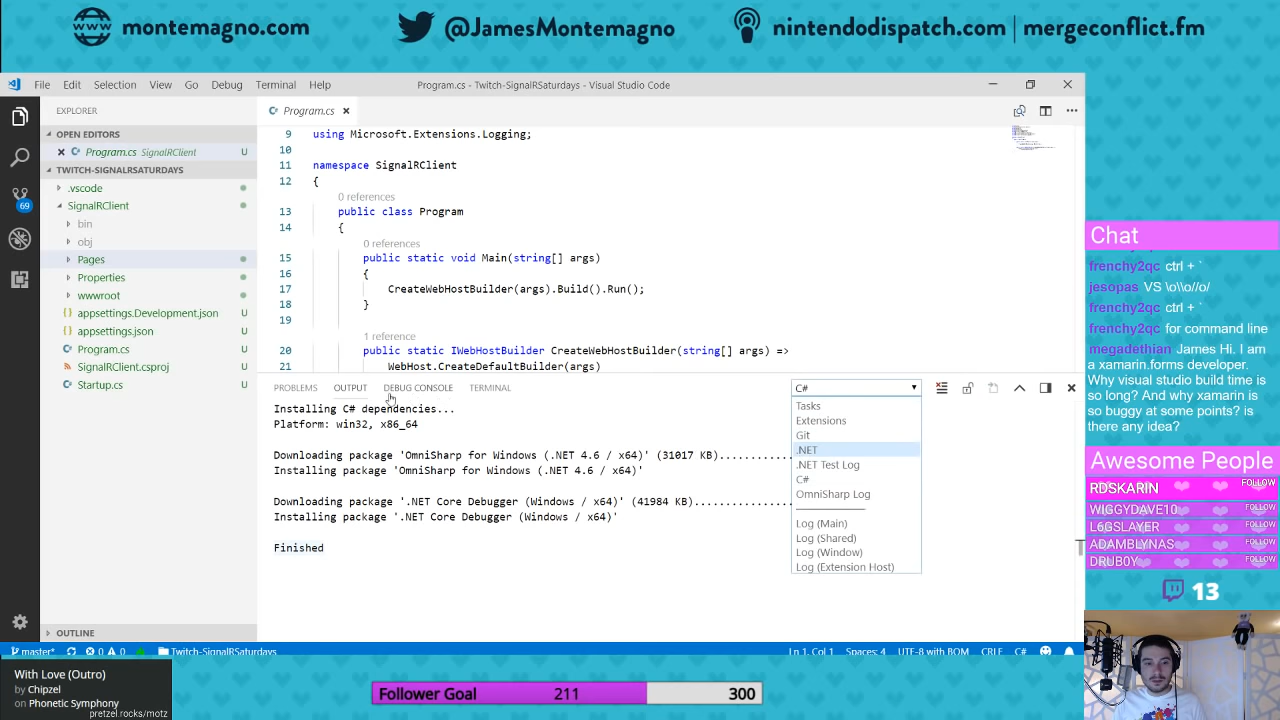 montemagno.com
@JamesMontemagno
nintendodispatch.com | mergeconflict.fm
File Edit Selection View Go Debug Terminal Help
Program.cs - Twitch-SignalRSaturdays - Visual Studio Code
EXPLORER
OPEN EDITORS
Program.cs SignalRClient U
TWITCH-SIGNALRSATURDAYS
.vscode
SignalRClient
bin
obj
Pages
Properties
wwwroot
appsettings.Development.json U
appsettings.json U
Program.cs U
SignalRClient.csproj U
Startup.cs U
OUTLINE
69
Program.cs
9 using Microsoft.Extensions.Logging;
10
11 namespace SignalRClient
12 {
0 references
13 public class Program
14 {
0 references
15 public static void Main(string[] args)
16 {
17 CreateWebHostBuilder(args).Build().Run();
18 }
19
1 reference
20 public static IWebHostBuilder CreateWebHostBuilder(string[] args) =>
21 WebHost.CreateDefaultBuilder(args)
PROBLEMS OUTPUT DEBUG CONSOLE TERMINAL
C#
Tasks
Extensions
Git
.NET
.NET Test Log
C#
OmniSharp Log
Log (Main)
Log (Shared)
Log (Window)
Log (Extension Host)
Installing C# dependencies...
Platform: win32, x86_64
Downloading package 'OmniSharp for Windows (.NET 4.6 / x64)' (31017 KB)............
Installing package 'OmniSharp for Windows (.NET 4.6 / x64)'
Downloading package '.NET Core Debugger (Windows / x64)' (41984 KB)................
Installing package '.NET Core Debugger (Windows / x64)'
Finished
master* 0 0 Twitch-SignalRSaturdays
Ln 1, Col 1 Spaces: 4 UTF-8 with BOM CRLF C#
Chat
frenchy2qc ctrl + `
jesopas VS \o\\o//o/
frenchy2qc ctrl + `
frenchy2qc for command line
megadethian James Hi. I am
a xamarin.forms developer.
Why visual studio build time is
so long? And why xamarin is
so buggy at some points? is
there any idea?
Awesome People
RDSKARIN FOLLOW
WIGGYDAVE10 FOLLOW
L6GSLAYER FOLLOW
ADAMBLYNAS FOLLOW
DRUB0Y FOLLOW
13
With Love (Outro)
by Chipzel
on Phonetic Symphony
pretzel.rocks/motz
Follower Goal 211 300